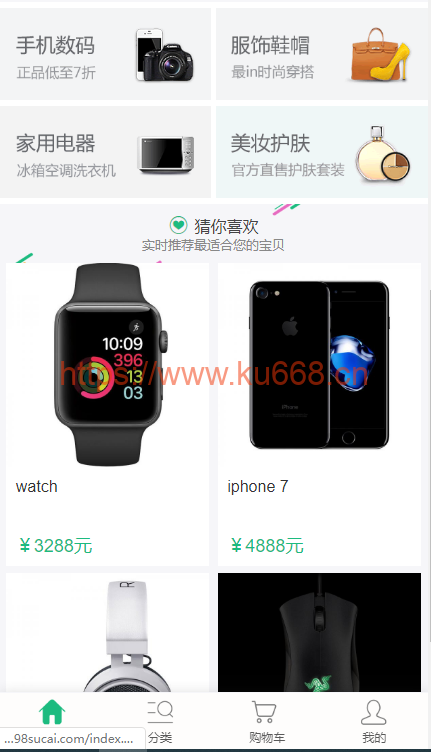 手机数码
正品低至7折
服饰鞋帽
最in时尚穿搭
家用电器
冰箱空调洗衣机
美妆护肤
官方直售护肤套装
猜你喜欢
实时推荐最适合您的宝贝
10:09
396
12
13
03
https://www.ku668.cn
iPhone
watch
iphone 7
￥3288元
￥4888元
R
分类
购物车
我的
...98sucai.com/index....